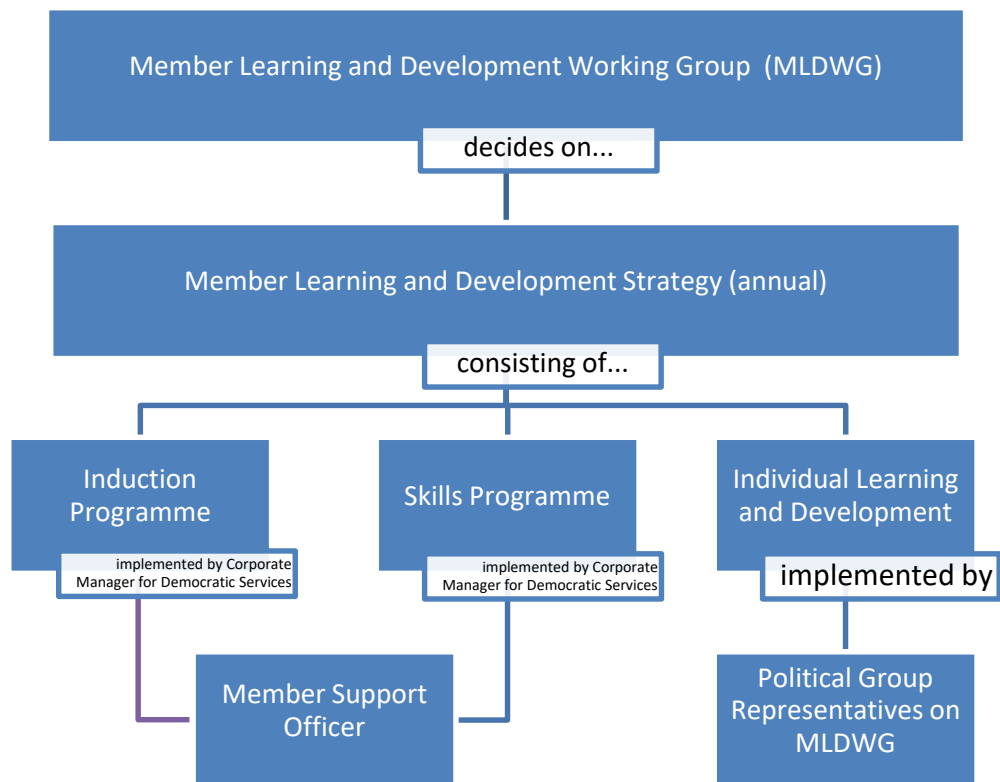 Member Learning and Development Working Group (MLDWG)
decides on...
Member Learning and Development Strategy (annual)
consisting of...
Induction
Programme
implemented by Corporate
Manager for Democratic Services
Skills Programme
implemented by Corporate
Manager for Democratic Services
Individual Learning
and Development
implemented by
Member Support
Officer
Political Group
Representatives on
MLDWG